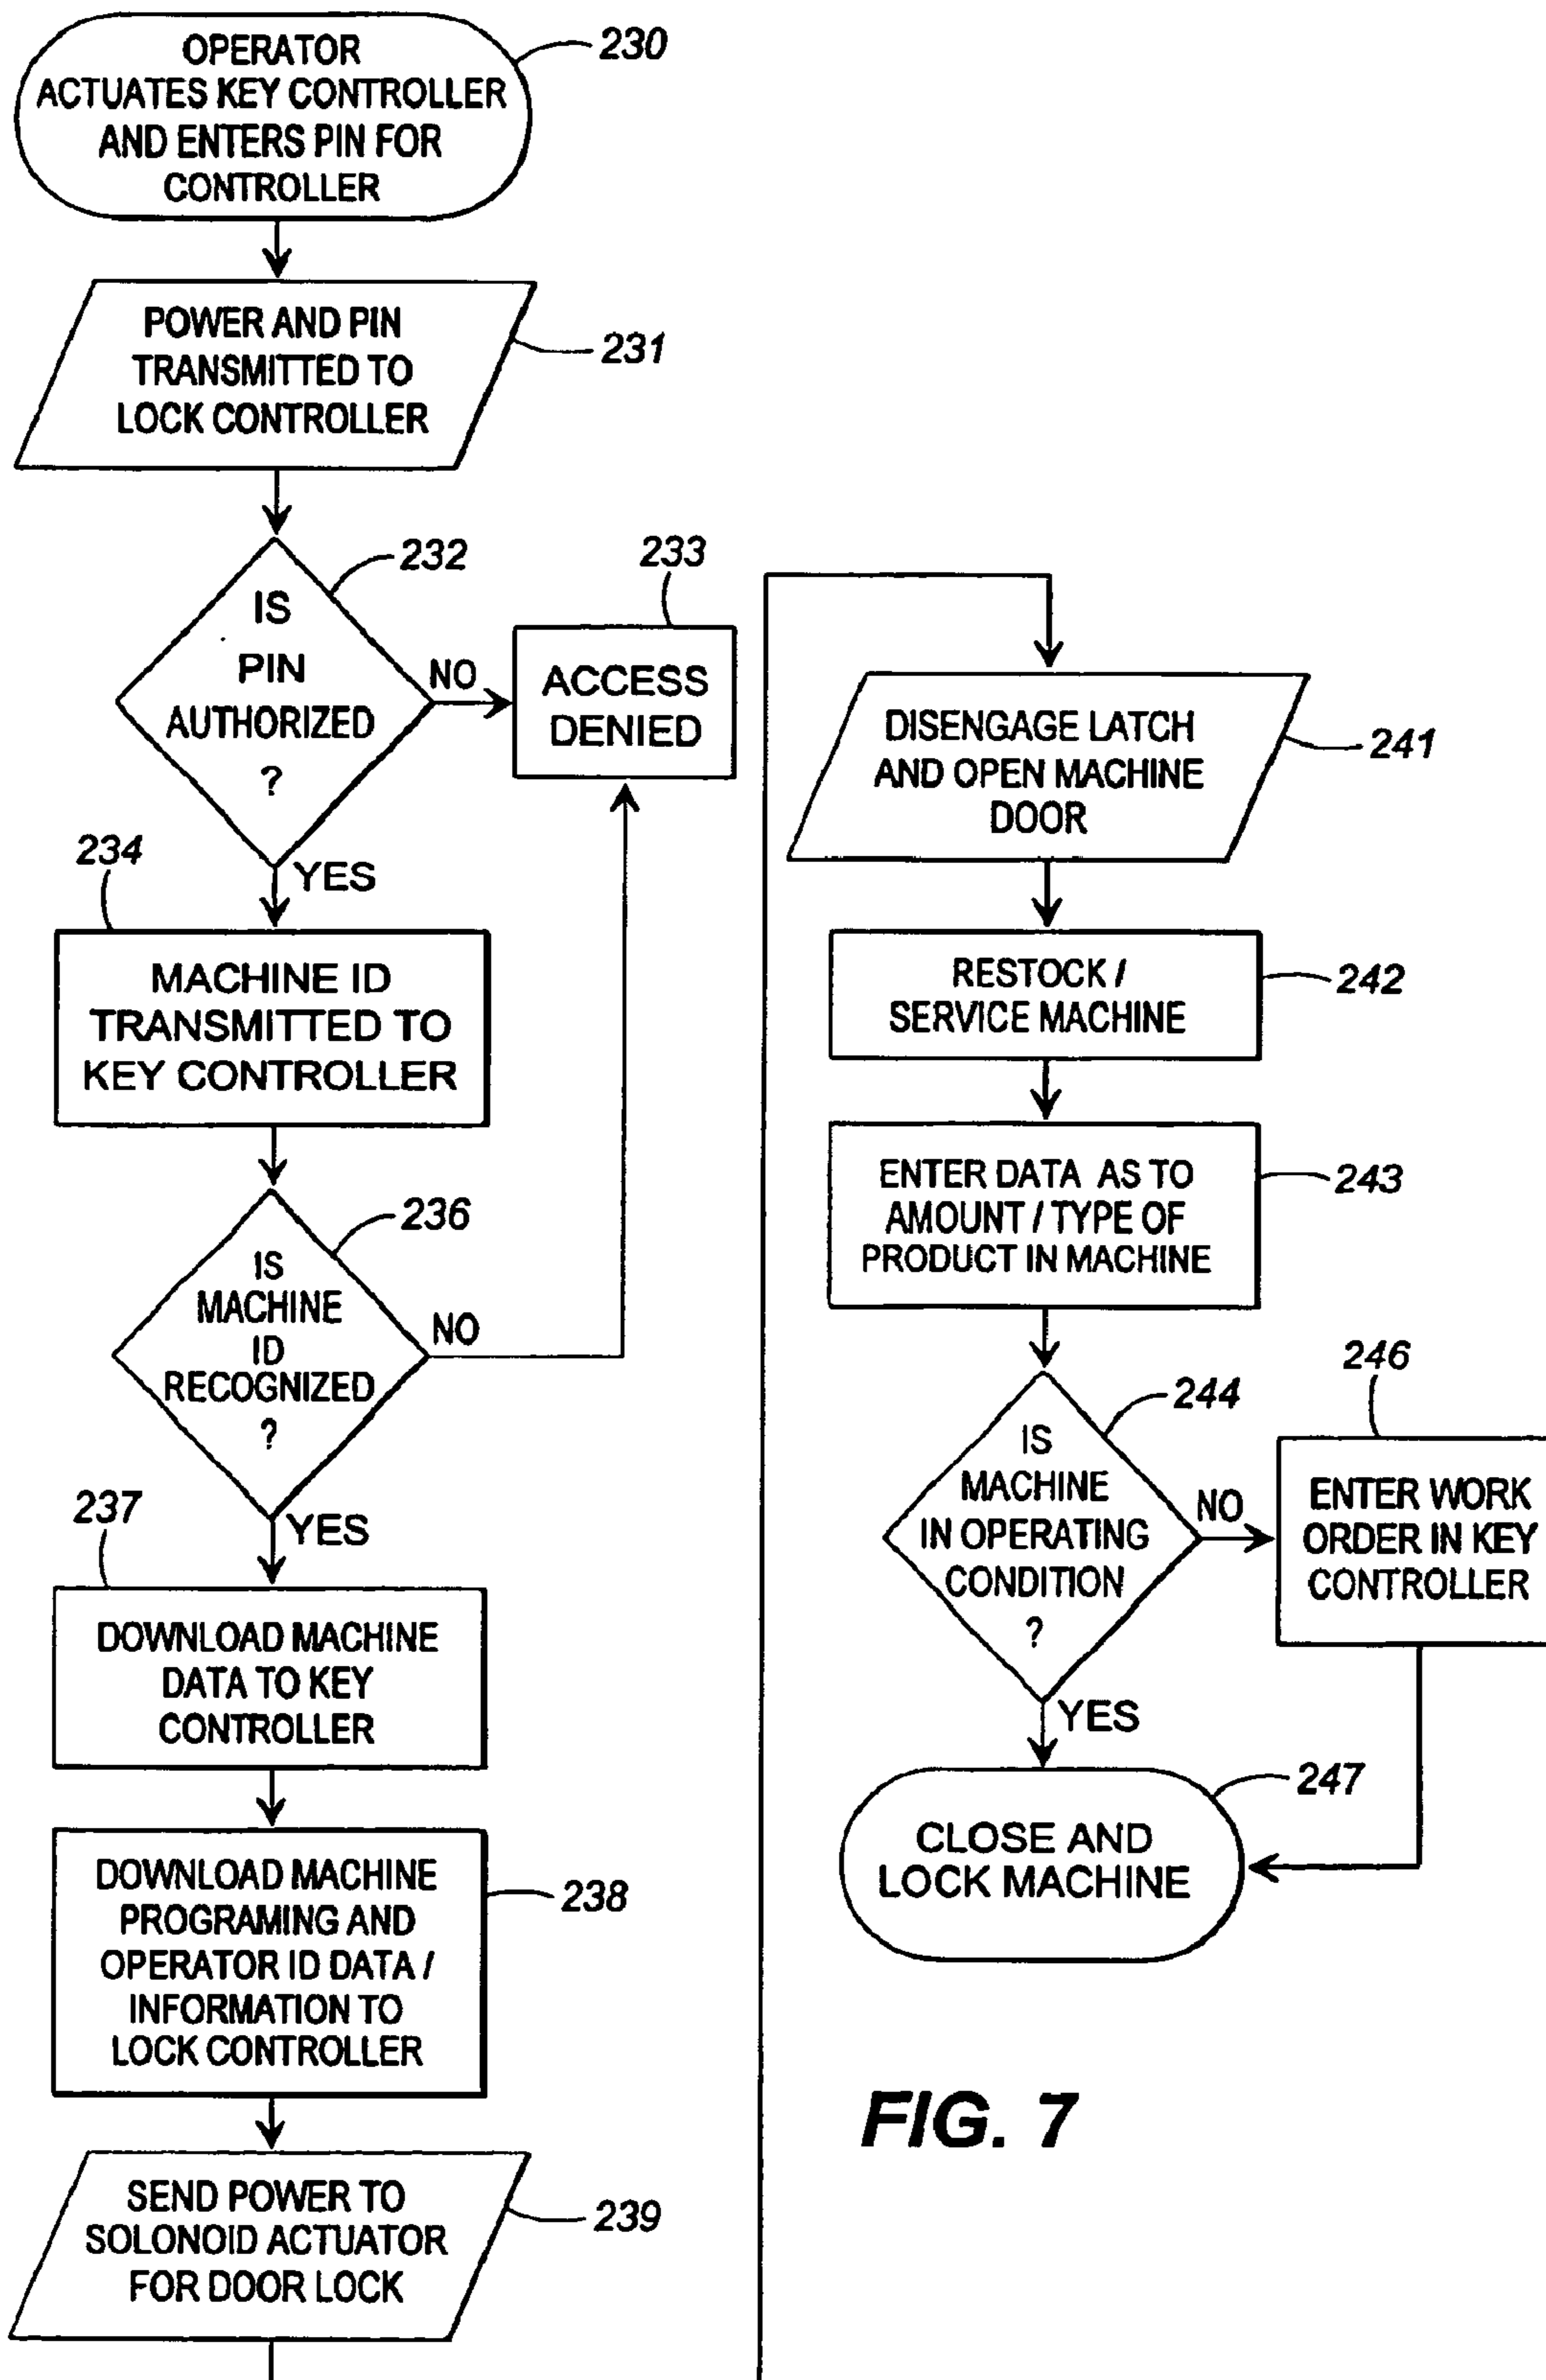 OPERATOR
ACTUATES KEY CONTROLLER
AND ENTERS PIN FOR
CONTROLLER
230
POWER AND PIN
TRANSMITTED TO
LOCK CONTROLLER
231
IS
PIN
AUTHORIZED
?
232
NO
YES
233
ACCESS
DENIED
234
MACHINE ID
TRANSMITTED TO
KEY CONTROLLER
IS
MACHINE
ID
RECOGNIZED
?
236
NO
YES
237
DOWNLOAD MACHINE
DATA TO KEY
CONTROLLER
DOWNLOAD MACHINE
PROGRAMING AND
OPERATOR ID DATA /
INFORMATION TO
LOCK CONTROLLER
238
SEND POWER TO
SOLONOID ACTUATOR
FOR DOOR LOCK
239
DISENGAGE LATCH
AND OPEN MACHINE
DOOR
241
RESTOCK /
SERVICE MACHINE
242
ENTER DATA AS TO
AMOUNT / TYPE OF
PRODUCT IN MACHINE
243
IS
MACHINE
IN OPERATING
CONDITION
?
244
NO
YES
246
ENTER WORK
ORDER IN KEY
CONTROLLER
CLOSE AND
LOCK MACHINE
247
FIG. 7